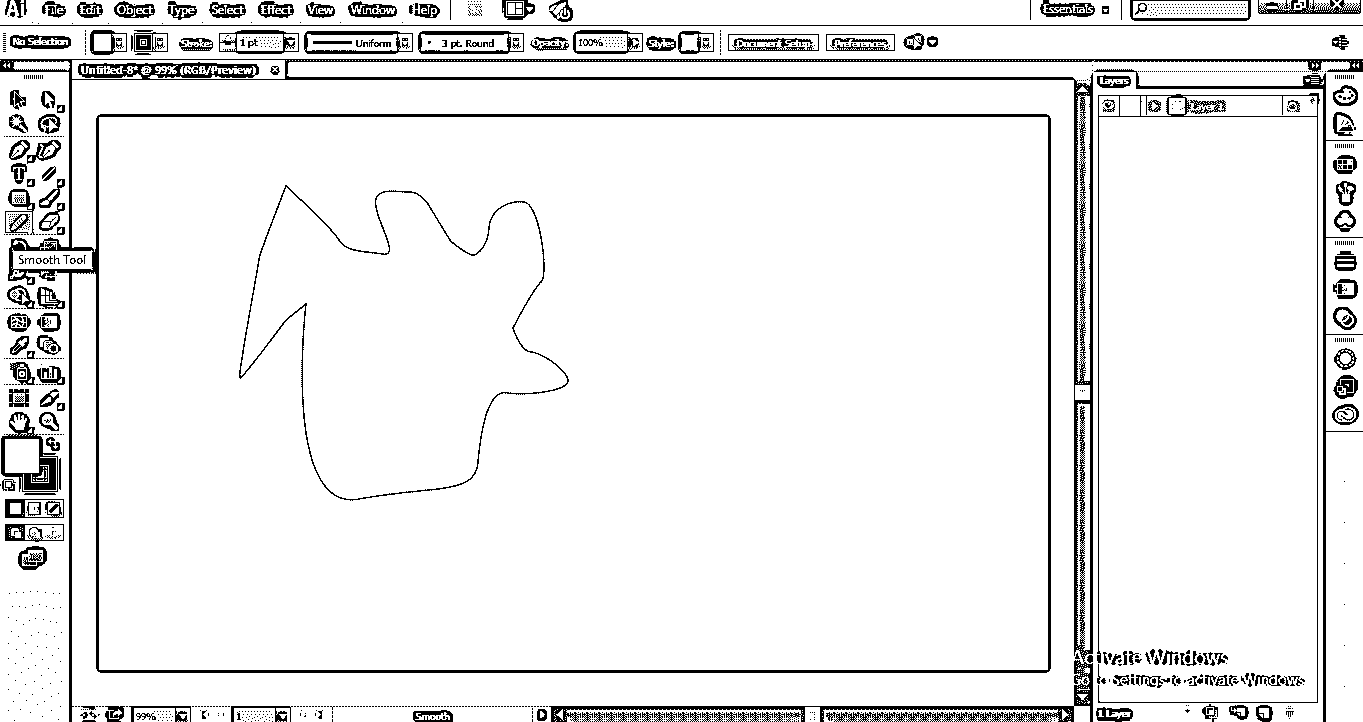 Ai File Edit Object Type Select Effect View Window Help Essentials
No Selection Stroke: 1 pt Uniform 3 pt. Round Opacity: 100% Style: Document Setup Preferences
Untitled-8* @ 99% (RGB/Preview)
Layers
Layer 1
Smooth Tool
Activate Windows
Go to Settings to activate Windows
99% 1 Smooth 1 Layer